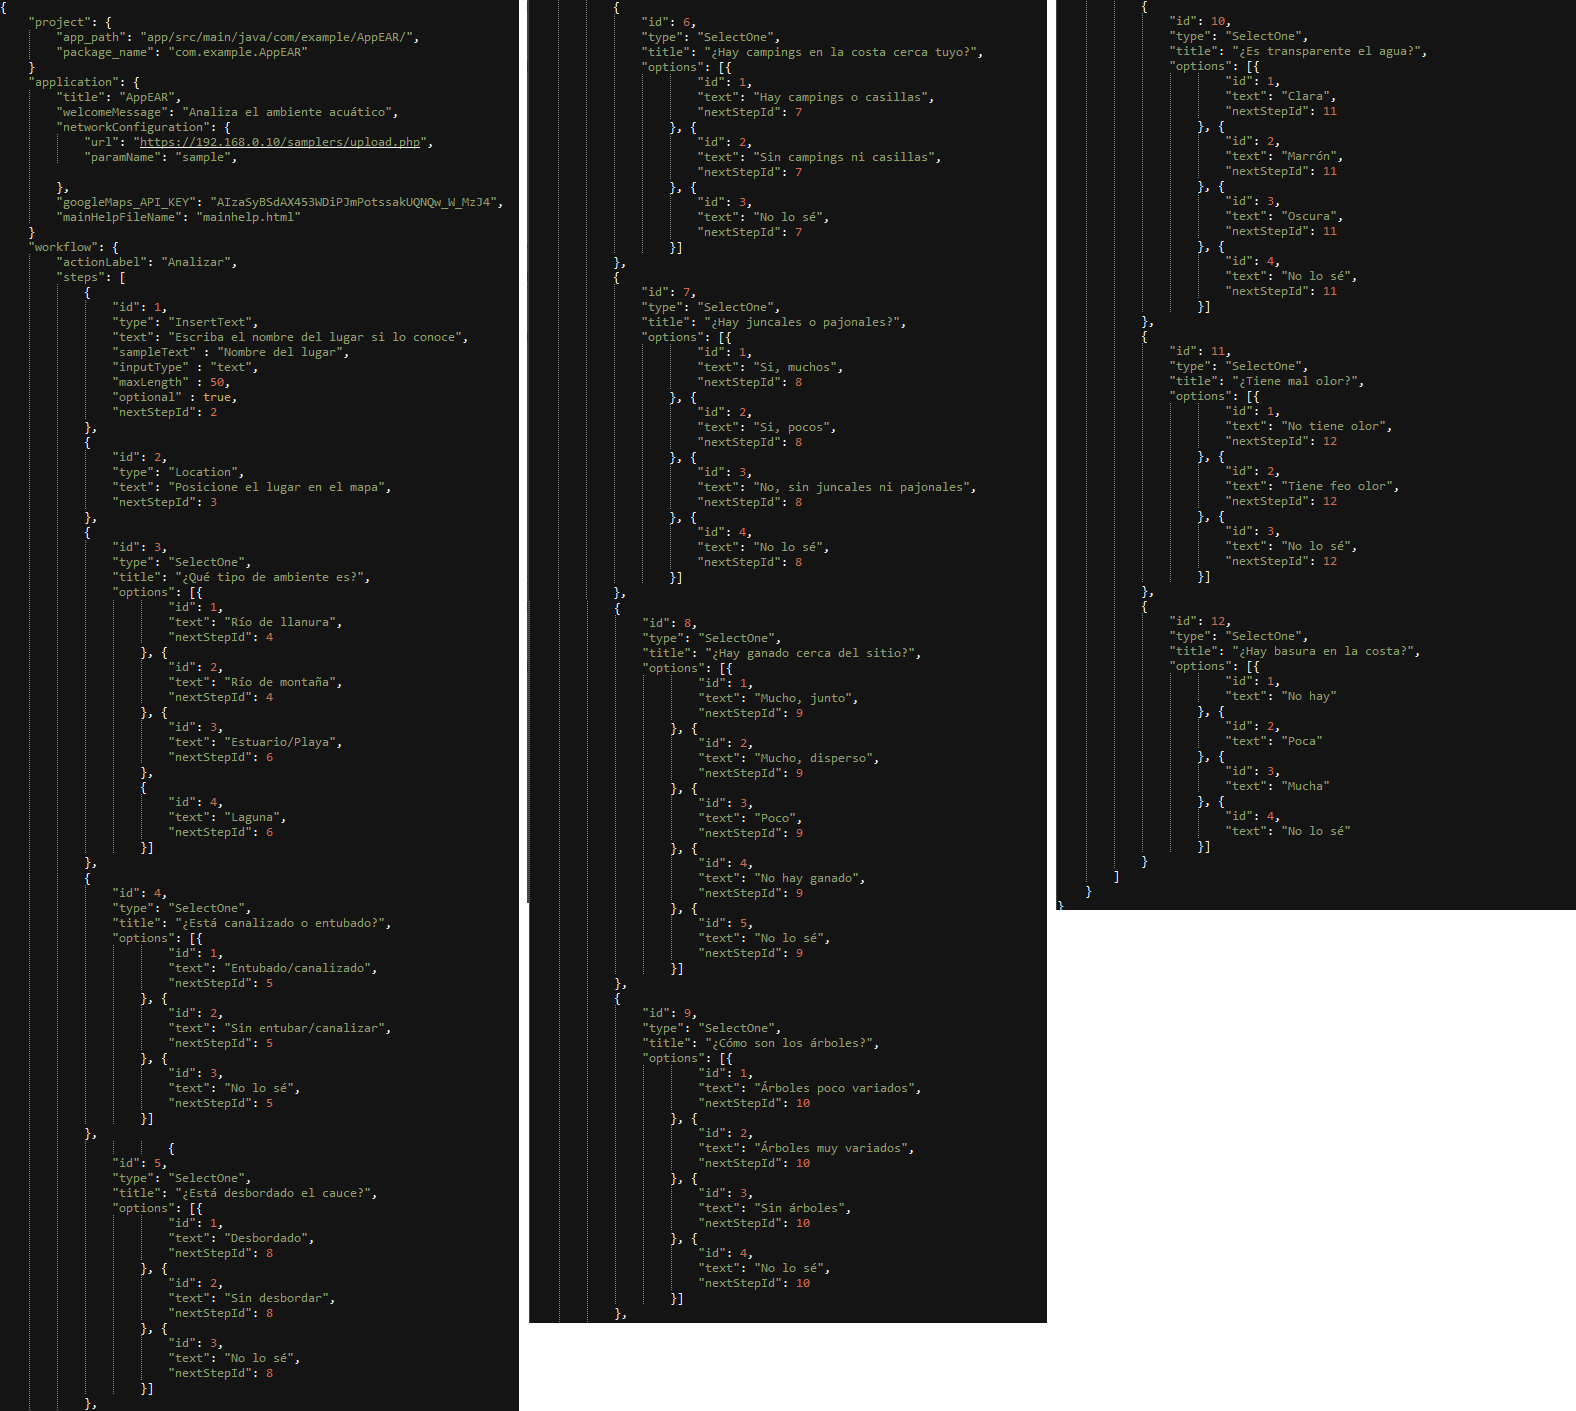 {
"project": {
"app_path": "app/src/main/java/com/example/AppEAR/",
"package_name": "com.example.AppEAR"
}
"application": {
"title": "AppEAR",
"welcomeMessage": "Analiza el ambiente acuático",
"networkConfiguration": {
"url": "https://192.168.0.10/samplers/upload.php",
"paramName": "sample",
},
"googleMaps_API_KEY": "AIzaSyBSdAX453WDiPJmPotssakUQNQw_W_MzJ4",
"mainHelpFileName": "mainhelp.html"
}
"workflow": {
"actionLabel": "Analizar",
"steps": [
{
"id": 1,
"type": "InsertText",
"text": "Escriba el nombre del lugar si lo conoce",
"sampleText" : "Nombre del lugar",
"inputType" : "text",
"maxLength" : 50,
"optional" : true,
"nextStepId": 2
},
{
"id": 2,
"type": "Location",
"text": "Posicione el lugar en el mapa",
"nextStepId": 3
},
{
"id": 3,
"type": "SelectOne",
"title": "¿Qué tipo de ambiente es?",
"options": [{
"id": 1,
"text": "Río de llanura",
"nextStepId": 4
}, {
"id": 2,
"text": "Río de montaña",
"nextStepId": 4
}, {
"id": 3,
"text": "Estuario/Playa",
"nextStepId": 6
},
{
"id": 4,
"text": "Laguna",
"nextStepId": 6
}]
},
{
"id": 4,
"type": "SelectOne",
"title": "¿Está canalizado o entubado?",
"options": [{
"id": 1,
"text": "Entubado/canalizado",
"nextStepId": 5
}, {
"id": 2,
"text": "Sin entubar/canalizar",
"nextStepId": 5
}, {
"id": 3,
"text": "No lo sé",
"nextStepId": 5
}]
},
{
"id": 5,
"type": "SelectOne",
"title": "¿Está desbordado el cauce?",
"options": [{
"id": 1,
"text": "Desbordado",
"nextStepId": 8
}, {
"id": 2,
"text": "Sin desbordar",
"nextStepId": 8
}, {
"id": 3,
"text": "No lo sé",
"nextStepId": 8
}]
},
{
"id": 6,
"type": "SelectOne",
"title": "¿Hay campings en la costa cerca tuyo?",
"options": [{
"id": 1,
"text": "Hay campings o casillas",
"nextStepId": 7
}, {
"id": 2,
"text": "Sin campings ni casillas",
"nextStepId": 7
}, {
"id": 3,
"text": "No lo sé",
"nextStepId": 7
}]
},
{
"id": 7,
"type": "SelectOne",
"title": "¿Hay juncales o pajonales?",
"options": [{
"id": 1,
"text": "Si, muchos",
"nextStepId": 8
}, {
"id": 2,
"text": "Si, pocos",
"nextStepId": 8
}, {
"id": 3,
"text": "No, sin juncales ni pajonales",
"nextStepId": 8
}, {
"id": 4,
"text": "No lo sé",
"nextStepId": 8
}]
},
{
"id": 8,
"type": "SelectOne",
"title": "¿Hay ganado cerca del sitio?",
"options": [{
"id": 1,
"text": "Mucho, junto",
"nextStepId": 9
}, {
"id": 2,
"text": "Mucho, disperso",
"nextStepId": 9
}, {
"id": 3,
"text": "Poco",
"nextStepId": 9
}, {
"id": 4,
"text": "No hay ganado",
"nextStepId": 9
}, {
"id": 5,
"text": "No lo sé",
"nextStepId": 9
}]
},
{
"id": 9,
"type": "SelectOne",
"title": "¿Cómo son los árboles?",
"options": [{
"id": 1,
"text": "Árboles poco variados",
"nextStepId": 10
}, {
"id": 2,
"text": "Árboles muy variados",
"nextStepId": 10
}, {
"id": 3,
"text": "Sin árboles",
"nextStepId": 10
}, {
"id": 4,
"text": "No lo sé",
"nextStepId": 10
}]
},
{
"id": 10,
"type": "SelectOne",
"title": "¿Es transparente el agua?",
"options": [{
"id": 1,
"text": "Clara",
"nextStepId": 11
}, {
"id": 2,
"text": "Marrón",
"nextStepId": 11
}, {
"id": 3,
"text": "Oscura",
"nextStepId": 11
}, {
"id": 4,
"text": "No lo sé",
"nextStepId": 11
}]
},
{
"id": 11,
"type": "SelectOne",
"title": "¿Tiene mal olor?",
"options": [{
"id": 1,
"text": "No tiene olor",
"nextStepId": 12
}, {
"id": 2,
"text": "Tiene feo olor",
"nextStepId": 12
}, {
"id": 3,
"text": "No lo sé",
"nextStepId": 12
}]
},
{
"id": 12,
"type": "SelectOne",
"title": "¿Hay basura en la costa?",
"options": [{
"id": 1,
"text": "No hay"
}, {
"id": 2,
"text": "Poca"
}, {
"id": 3,
"text": "Mucha"
}, {
"id": 4,
"text": "No lo sé"
}]
}
]
}
}